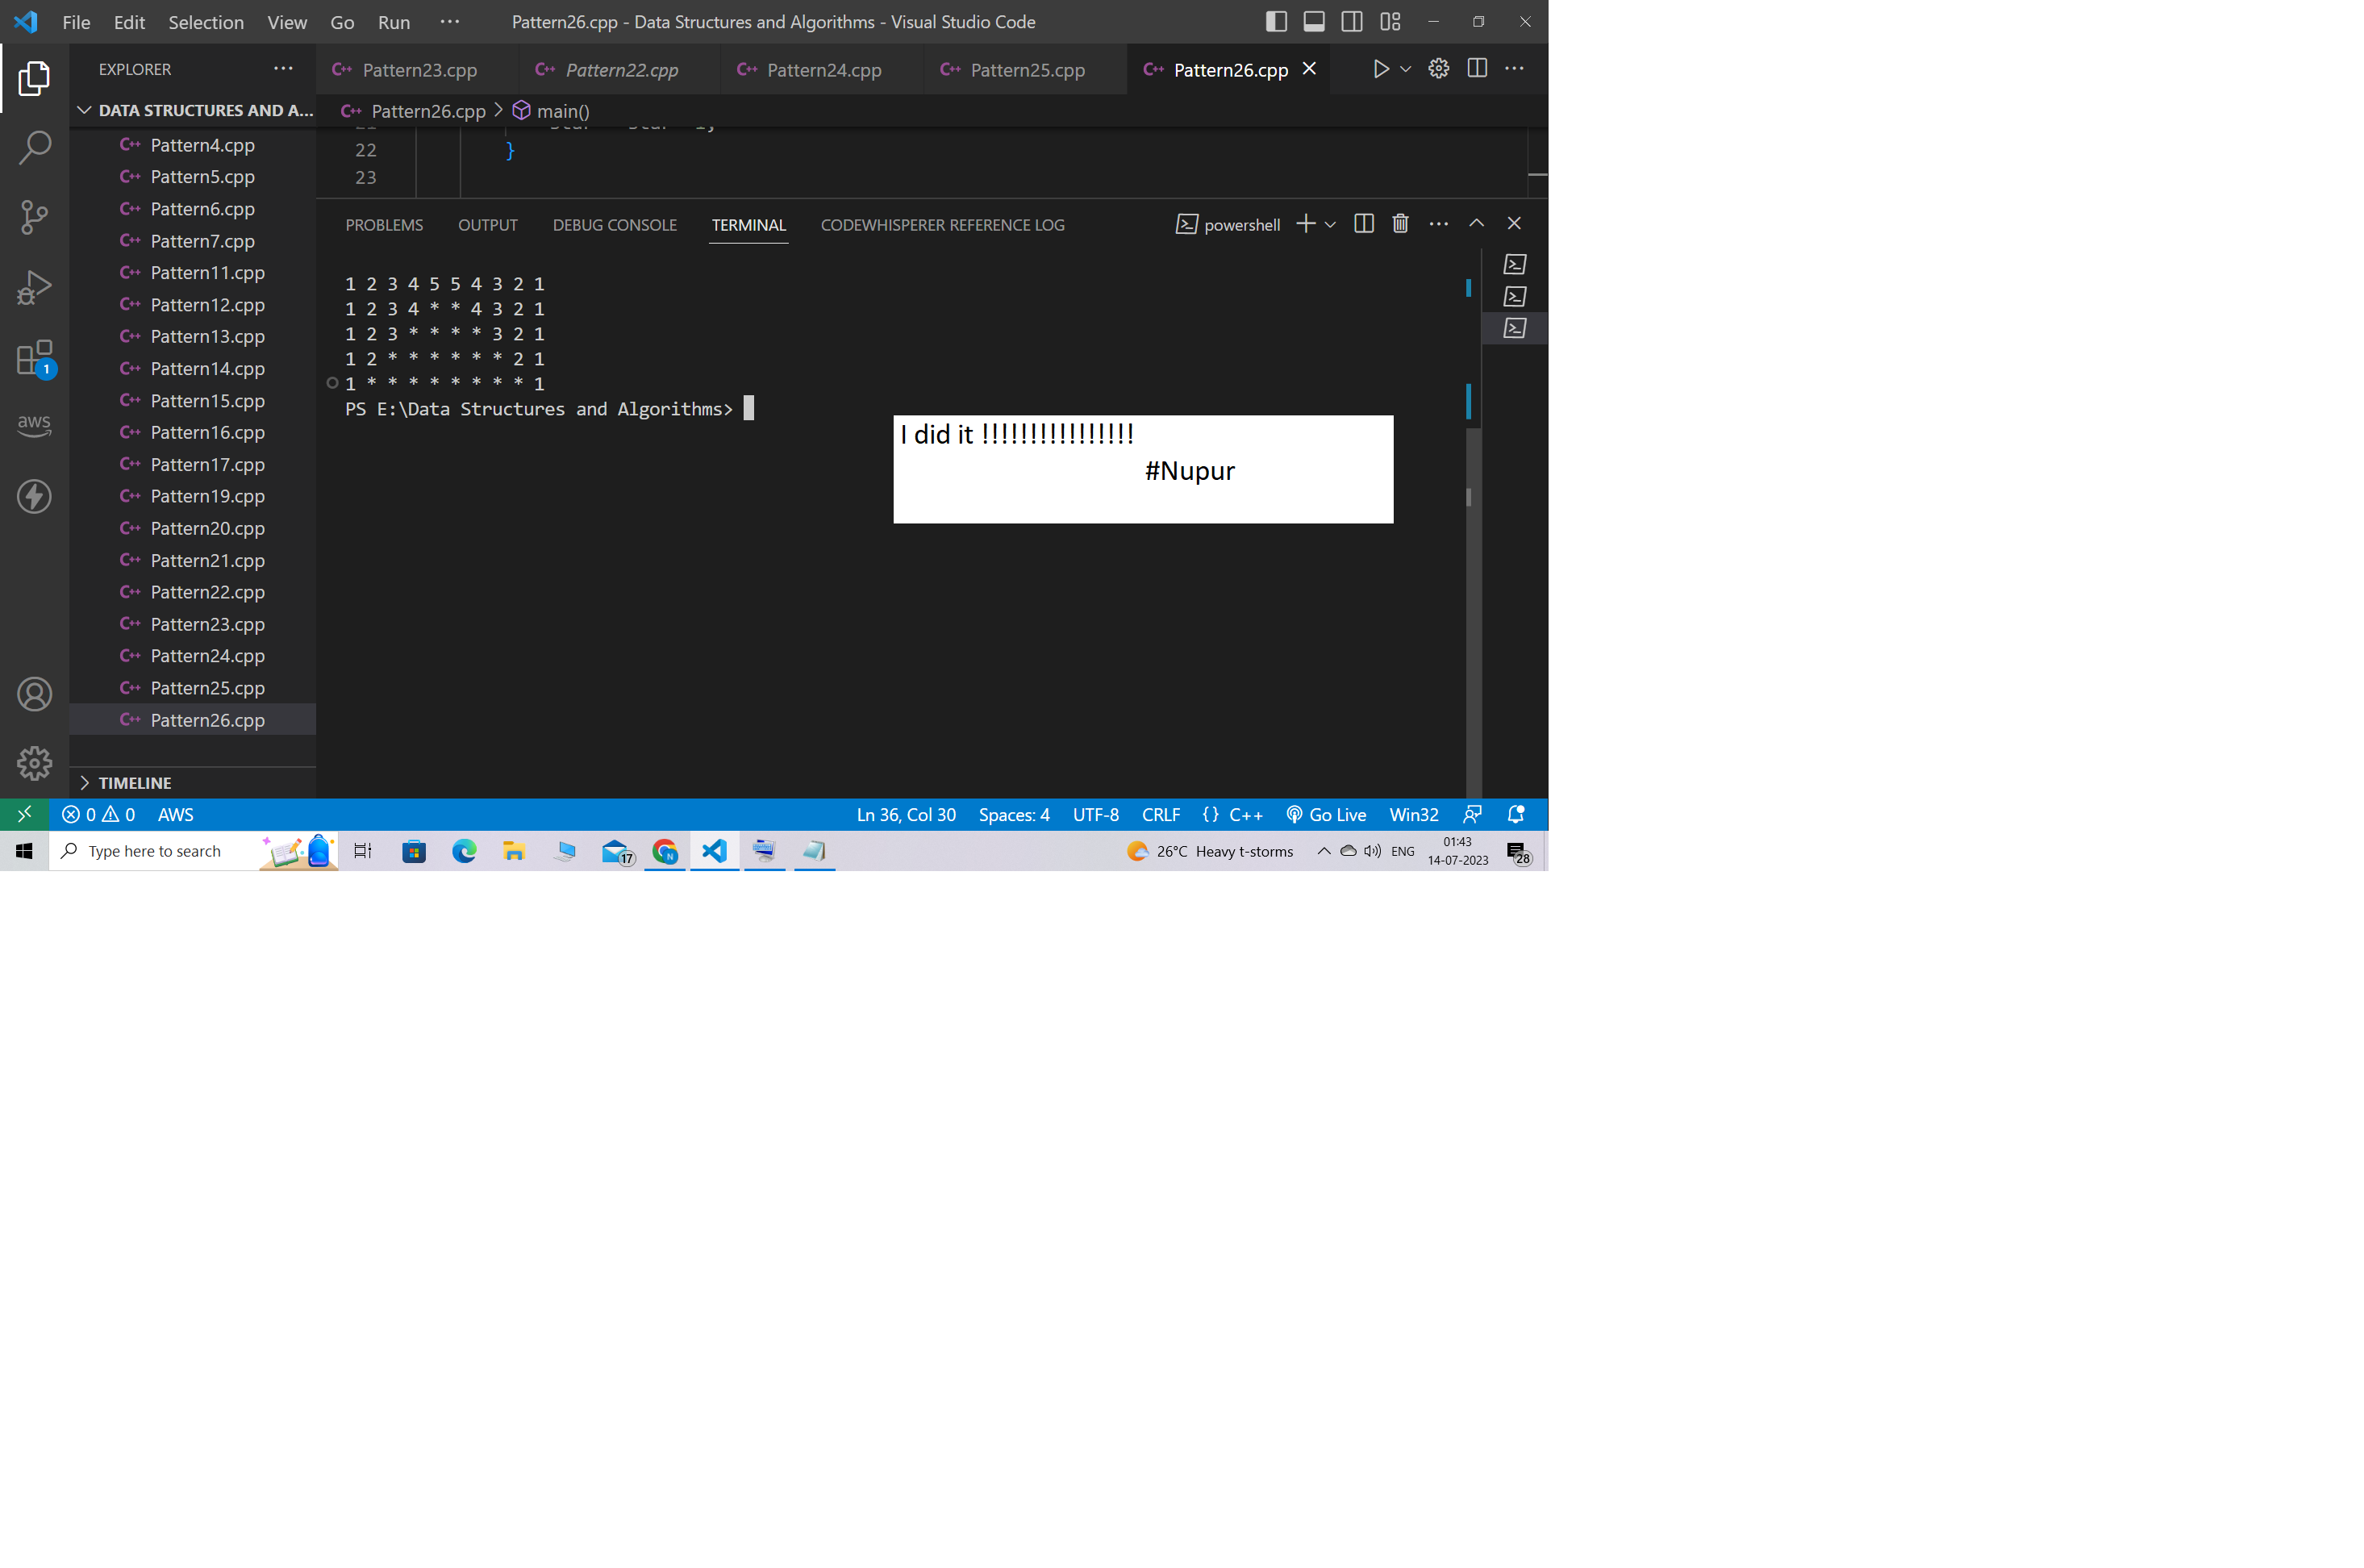 File Edit Selection View Go Run ··· Pattern26.cpp - Data Structures and Algorithms - Visual Studio Code
EXPLORER ···
Pattern23.cpp Pattern22.cpp Pattern24.cpp Pattern25.cpp Pattern26.cpp
DATA STRUCTURES AND A...
Pattern26.cpp > main()
Pattern4.cpp
Pattern5.cpp
Pattern6.cpp
Pattern7.cpp
Pattern11.cpp
Pattern12.cpp
Pattern13.cpp
Pattern14.cpp
Pattern15.cpp
Pattern16.cpp
Pattern17.cpp
Pattern19.cpp
Pattern20.cpp
Pattern21.cpp
Pattern22.cpp
Pattern23.cpp
Pattern24.cpp
Pattern25.cpp
Pattern26.cpp
TIMELINE
1
aws
22 }
23
PROBLEMS OUTPUT DEBUG CONSOLE TERMINAL CODEWHISPERER REFERENCE LOG powershell
1 2 3 4 5 5 4 3 2 1
1 2 3 4 * * 4 3 2 1
1 2 3 * * * * 3 2 1
1 2 * * * * * * 2 1
1 * * * * * * * * 1
PS E:\Data Structures and Algorithms>
I did it !!!!!!!!!!!!!!!!
#Nupur
0 0 AWS Ln 36, Col 30 Spaces: 4 UTF-8 CRLF {} C++ Go Live Win32
Type here to search 17 N 26°C Heavy t-storms ENG 01:43
14-07-2023 28